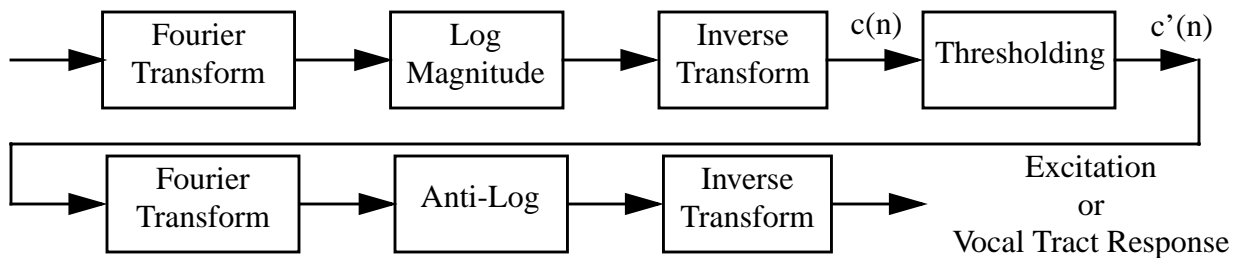 Fourier
Transform
Log
Magnitude
Inverse
Transform
c(n)
Thresholding
c’(n)
Fourier
Transform
Anti-Log
Inverse
Transform
Excitation
or
Vocal Tract Response